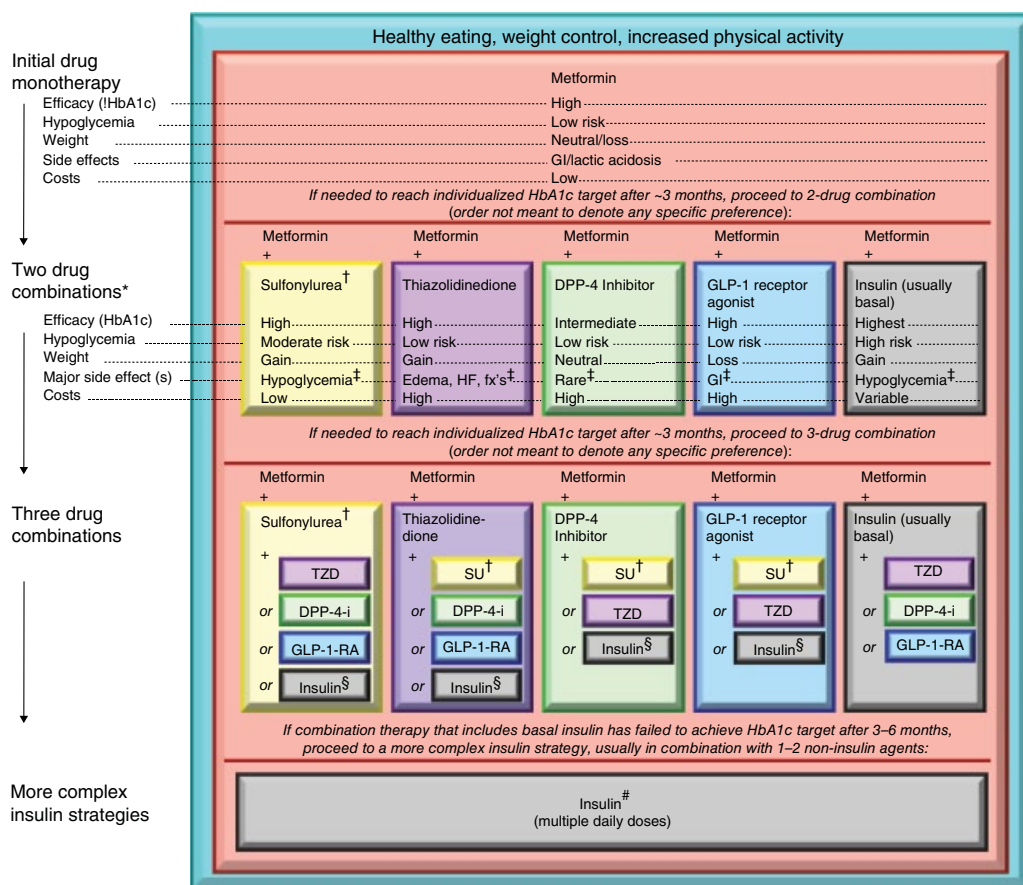 Healthy eating, weight control, increased physical activity
Initial drug
monotherapy
Metformin
Efficacy (!HbA1c) High
Hypoglycemia Low risk
Weight Neutral/loss
Side effects GI/lactic acidosis
Costs Low
If needed to reach individualized HbA1c target after ~3 months, proceed to 2-drug combination
(order not meant to denote any specific preference):
Metformin Metformin Metformin Metformin Metformin
+ + + + +
Two drug
combinations*
Sulfonylurea† Thiazolidinedione DPP-4 Inhibitor GLP-1 receptor
agonist Insulin (usually
basal)
Efficacy (HbA1c) High High Intermediate High Highest
Hypoglycemia Moderate risk Low risk Low risk Low risk High risk
Weight Gain Gain Neutral Loss Gain
Major side effect (s) Hypoglycemia‡ Edema, HF, fx's‡ Rare‡ GI‡ Hypoglycemia‡
Costs Low High High High Variable
If needed to reach individualized HbA1c target after ~3 months, proceed to 3-drug combination
(order not meant to denote any specific preference):
Three drug
combinations
Metformin Metformin Metformin Metformin Metformin
+ + + + +
Sulfonylurea† Thiazolidine-
dione DPP-4
Inhibitor GLP-1 receptor
agonist Insulin (usually
basal)
+ + + + +
TZD SU† SU† SU† TZD
or DPP-4-i or DPP-4-i or TZD or TZD or DPP-4-i
or GLP-1-RA or GLP-1-RA or Insulin§ or Insulin§ or GLP-1-RA
or Insulin§ or Insulin§
If combination therapy that includes basal insulin has failed to achieve HbA1c target after 3–6 months,
proceed to a more complex insulin strategy, usually in combination with 1–2 non-insulin agents:
More complex
insulin strategies
Insulin#
(multiple daily doses)